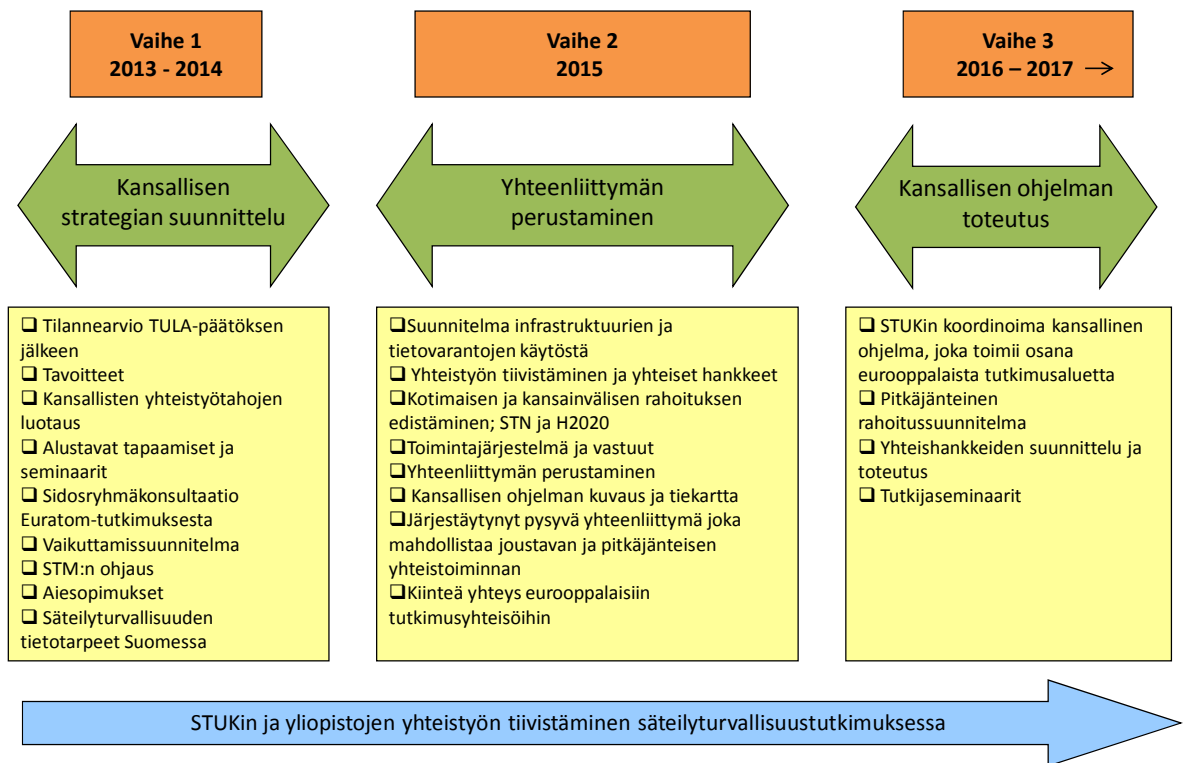 Vaihe 1
2013 - 2014
Vaihe 2
2015
Vaihe 3
2016 – 2017 →
Kansallisen
strategian suunnittelu
Yhteenliittymän
perustaminen
Kansallisen ohjelman
toteutus
❑ Tilannearvio TULA-päätöksen
jälkeen
❑ Tavoitteet
❑ Kansallisten yhteistyötahojen
luotaus
❑ Alustavat tapaamiset ja
seminaarit
❑ Sidosryhmäkonsultaatio
Euratom-tutkimuksesta
❑ Vaikuttamissuunnitelma
❑ STM:n ohjaus
❑ Aiesopimukset
❑ Säteilyturvallisuuden
tietotarpeet Suomessa
❑Suunnitelma infrastruktuurien ja
tietovarantojen käytöstä
❑ Yhteistyön tiivistäminen ja yhteiset hankkeet
❑Kotimaisen ja kansainvälisen rahoituksen
edistäminen; STN ja H2020
❑Toimintajärjestelmä ja vastuut
❑Yhteenliittymän perustaminen
❑ Kansallisen ohjelman kuvaus ja tiekartta
❑Järjestäytynyt pysyvä yhteenliittymä joka
mahdollistaa joustavan ja pitkäjänteisen
yhteistoiminnan
❑Kiinteä yhteys eurooppalaisiin
tutkimusyhteisöihin
❑ STUKin koordinoima kansallinen
ohjelma, joka toimii osana
eurooppalaista tutkimusaluetta
❑ Pitkäjänteinen
rahoitussuunnitelma
❑ Yhteishankkeiden suunnittelu ja
toteutus
❑ Tutkijaseminaarit
STUKin ja yliopistojen yhteistyön tiivistäminen säteilyturvallisuustutkimuksessa